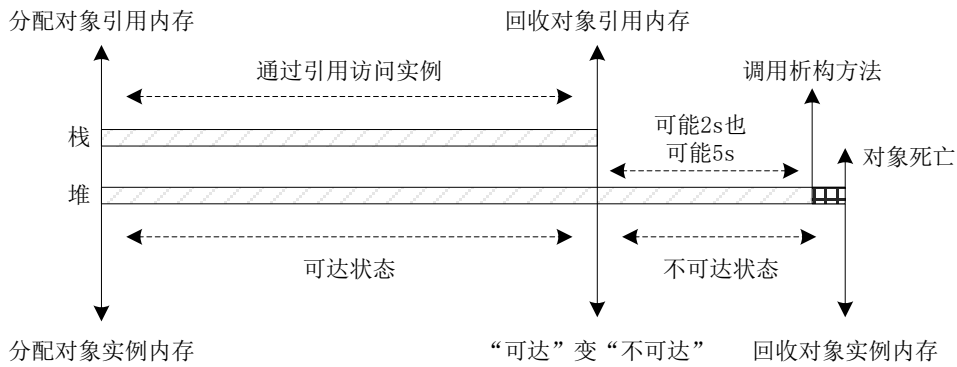 分配对象引用内存
回收对象引用内存
通过引用访问实例
调用析构方法
可能2s也
可能5s
栈
对象死亡
堆
可达状态
不可达状态
分配对象实例内存
“可达”变“不可达”
回收对象实例内存